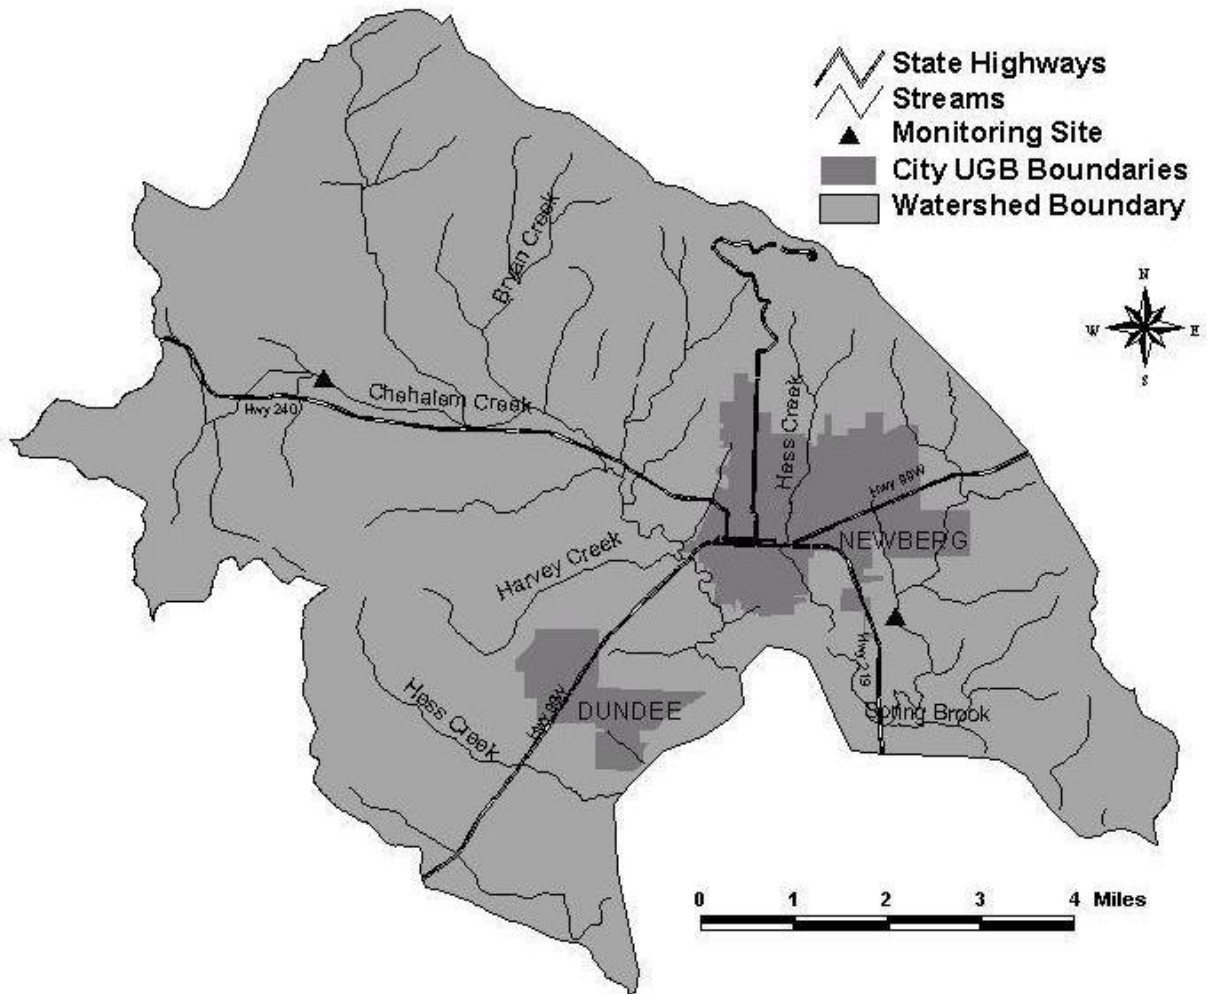 State Highways
Streams
Monitoring Site
City UGB Boundaries
Watershed Boundary
N
W E
S
Bryan Creek
Chehalem Creek
Hwy 240
Hess Creek
Hwy 99W
NEWBERG
Harvey Creek
Hwy 219
Hess Creek
Hwy 99W
DUNDEE
Spring Brook
0 1 2 3 4 Miles